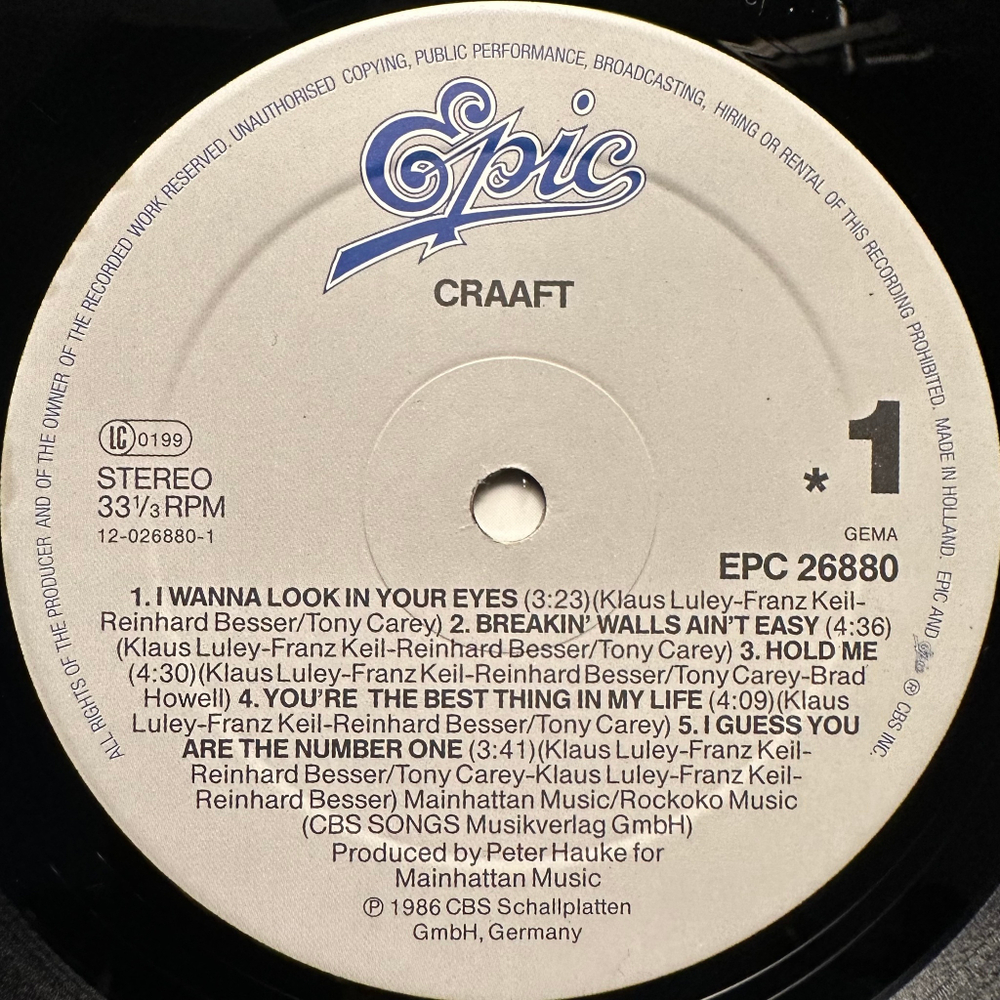 ALL RIGHTS OF THE PRODUCER AND OF THE OWNER OF THE RECORDED WORK RESERVED. UNAUTHORISED COPYING, PUBLIC PERFORMANCE, BROADCASTING, HIRING OR RENTAL OF THIS RECORDING PROHIBITED. MADE IN HOLLAND. EPIC AND Epic ® CBS INC.
Epic
CRAAFT
LC 0199
STEREO
33 1/3 RPM
12-026880-1
* 1
GEMA
EPC 26880
1. I WANNA LOOK IN YOUR EYES (3:23)(Klaus Luley-Franz Keil-
Reinhard Besser/Tony Carey) 2. BREAKIN' WALLS AIN'T EASY (4:36)
(Klaus Luley-Franz Keil-Reinhard Besser/Tony Carey) 3. HOLD ME
(4:30)(Klaus Luley-Franz Keil-Reinhard Besser/Tony Carey-Brad
Howell) 4. YOU'RE THE BEST THING IN MY LIFE (4:09)(Klaus
Luley-Franz Keil-Reinhard Besser/Tony Carey) 5. I GUESS YOU
ARE THE NUMBER ONE (3:41)(Klaus Luley-Franz Keil-
Reinhard Besser/Tony Carey-Klaus Luley-Franz Keil-
Reinhard Besser) Mainhattan Music/Rockoko Music
(CBS SONGS Musikverlag GmbH)
Produced by Peter Hauke for
Mainhattan Music
℗ 1986 CBS Schallplatten
GmbH, Germany